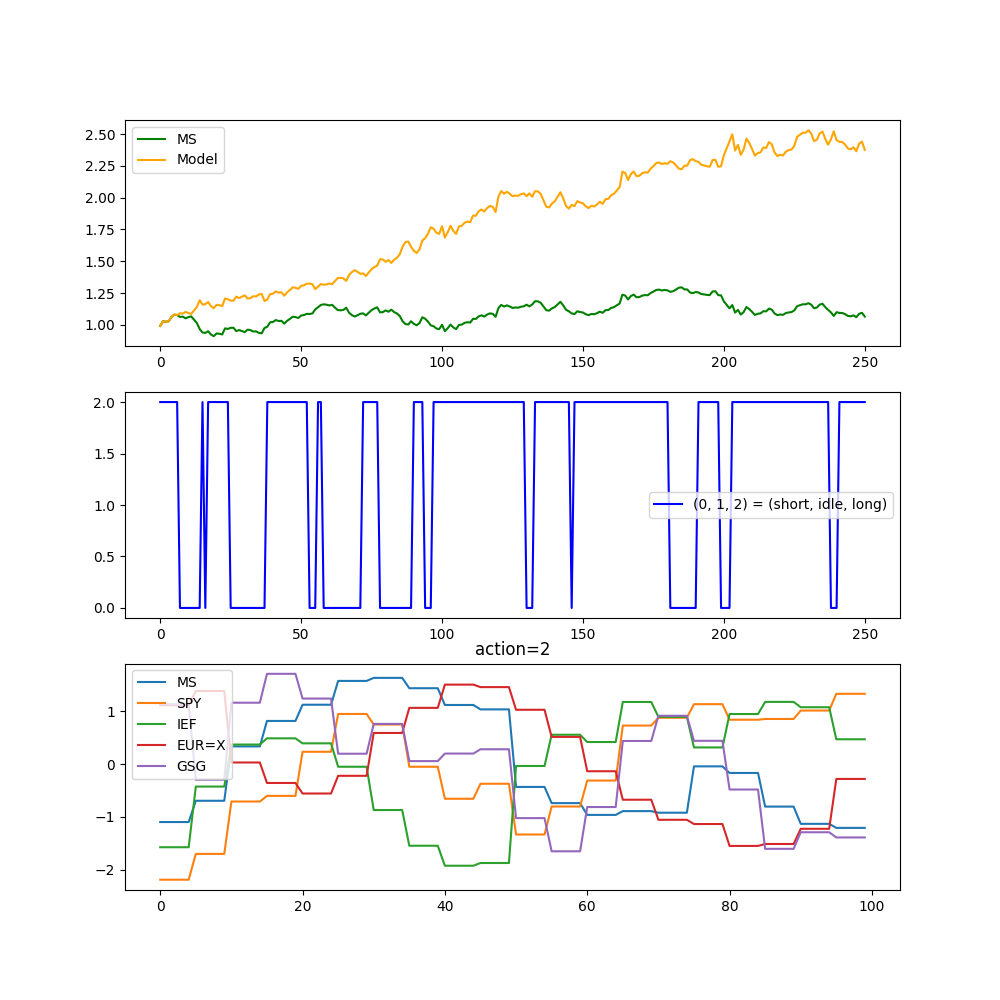 MS
Model
2.50
2.25
2.00
1.75
1.50
1.25
1.00
0 50 100 150 200 250
2.0
1.5
1.0
0.5
0.0
(0, 1, 2) = (short, idle, long)
0 50 100 150 200 250
action=2
MS
SPY
IEF
EUR=X
GSG
1
0
−1
−2
0 20 40 60 80 100